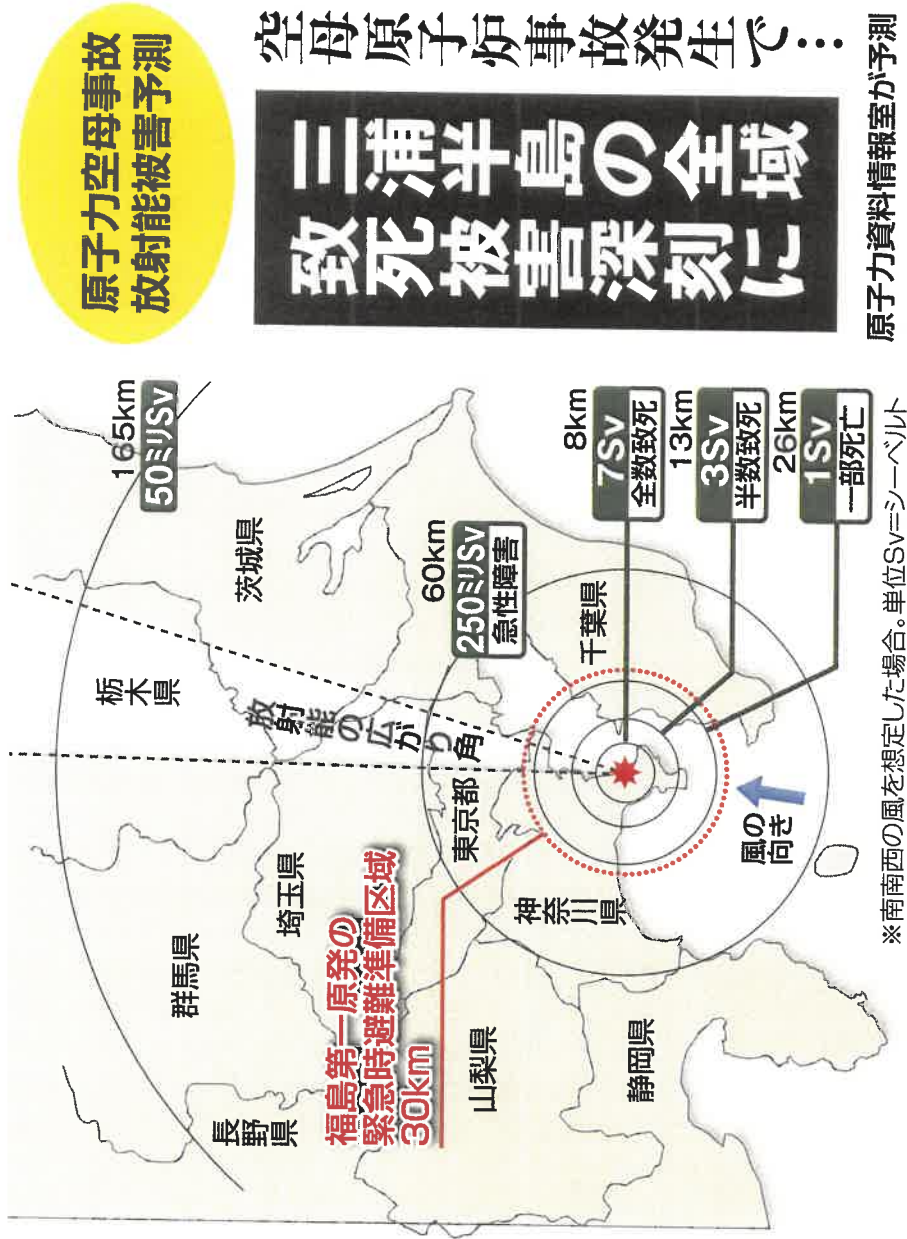 原子力空母事故
放射能被害予測
空母原子炉事故発生で…
三浦半島の全域
致死被害深刻に
原子力資料情報室が予測
165km
50ミリSv
60km
250ミリSv
急性障害
8km
7Sv
全数致死
13km
3Sv
半数致死
26km
1Sv
一部死亡
栃木県
茨城県
群馬県
埼玉県
長野県
東京都
千葉県
神奈川県
山梨県
静岡県
放射能の広がり角
福島第一原発の
緊急時避難準備区域
30km
風の
向き
※南南西の風を想定した場合。単位Sv=シーベルト